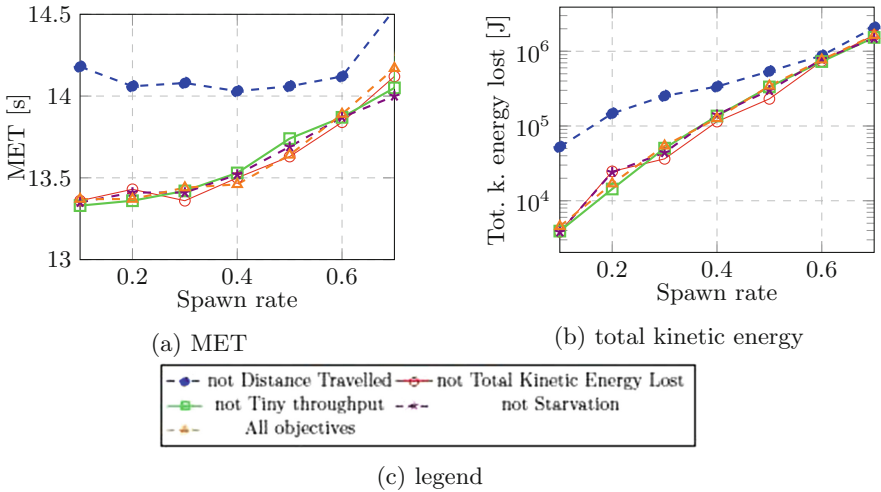 14.5
14
13.5
13
MET [s]
0.2
0.4
0.6
Spawn rate
(a) MET
10^6
10^5
10^4
Tot. k. energy lost [J]
0.2
0.4
0.6
Spawn rate
(b) total kinetic energy
not Distance Travelled
not Total Kinetic Energy Lost
not Tiny throughput
not Starvation
All objectives
(c) legend